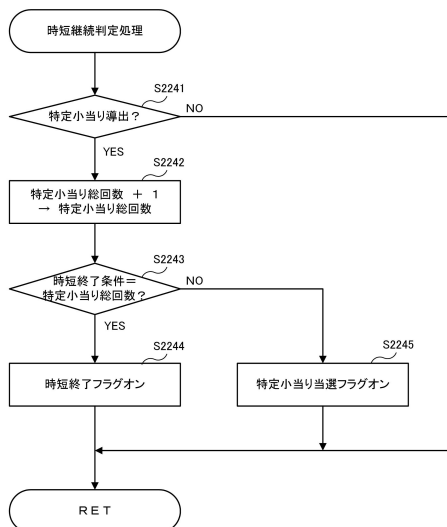 時短継続判定処理
S2241
特定小当り導出？
NO
YES
S2242
特定小当り総回数 ＋ １
→ 特定小当り総回数
S2243
時短終了条件＝
特定小当り総回数？
NO
YES
S2244
時短終了フラグオン
S2245
特定小当り当選フラグオン
ＲＥＴ